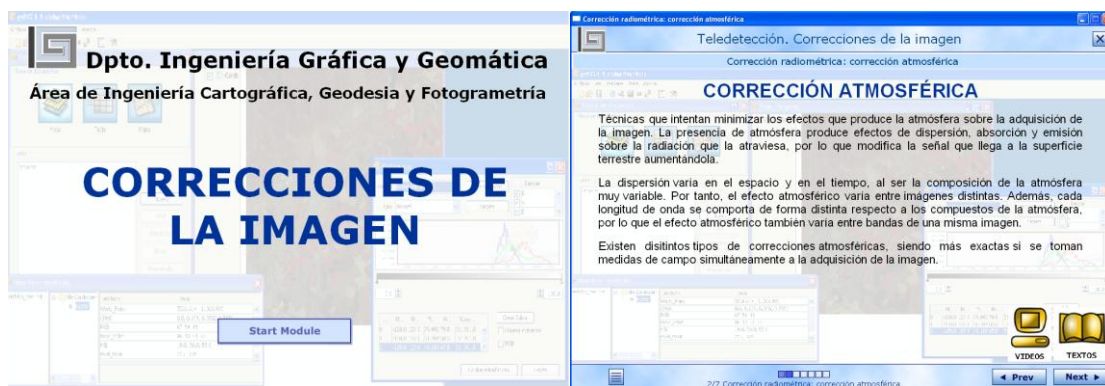 Dpto. Ingeniería Gráfica y Geomática
Área de Ingeniería Cartográfica, Geodesia y Fotogrametría
CORRECCIONES DE
LA IMAGEN
Start Module
Corrección radiométrica: corrección atmosférica
Teledetección. Correcciones de la imagen
Corrección radiométrica: corrección atmosférica
CORRECCIÓN ATMOSFÉRICA
Técnicas que intentan minimizar los efectos que produce la atmósfera sobre la adquisición de
la imagen. La presencia de atmósfera produce efectos de dispersión, absorción y emisión
sobre la radiación que la atraviesa, por lo que modifica la señal que llega a la superficie
terrestre aumentándola.
La dispersión varia en el espacio y en el tiempo, al ser la composición de la atmósfera
muy variable. Por tanto, el efecto atmosférico varia entre imágenes distintas. Además, cada
longitud de onda se comporta de forma distinta respecto a los compuestos de la atmósfera,
por lo que el efecto atmosférico también varia entre bandas de una misma imagen.
Existen disitintos tipos de correcciones atmosféricas, siendo más exactas si se toman
medidas de campo simultáneamente a la adquisición de la imagen.
VIDEOS
TEXTOS
2/7 Corrección radiométrica: corrección atmosférica
Prev
Next